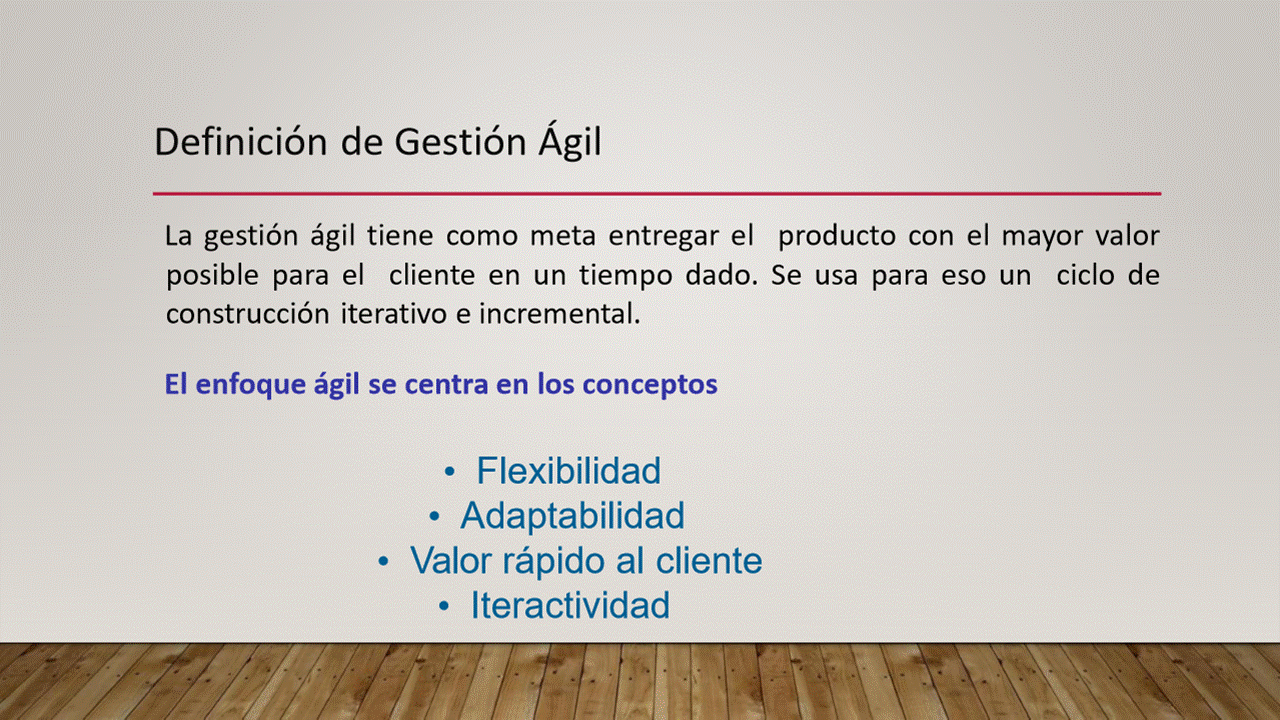 Definición de Gestión Ágil
La gestión ágil tiene como meta entregar el producto con el mayor valor
posible para el cliente en un tiempo dado. Se usa para eso un ciclo de
construcción iterativo e incremental.
El enfoque ágil se centra en los conceptos
• Flexibilidad
• Adaptabilidad
• Valor rápido al cliente
• Iteractividad